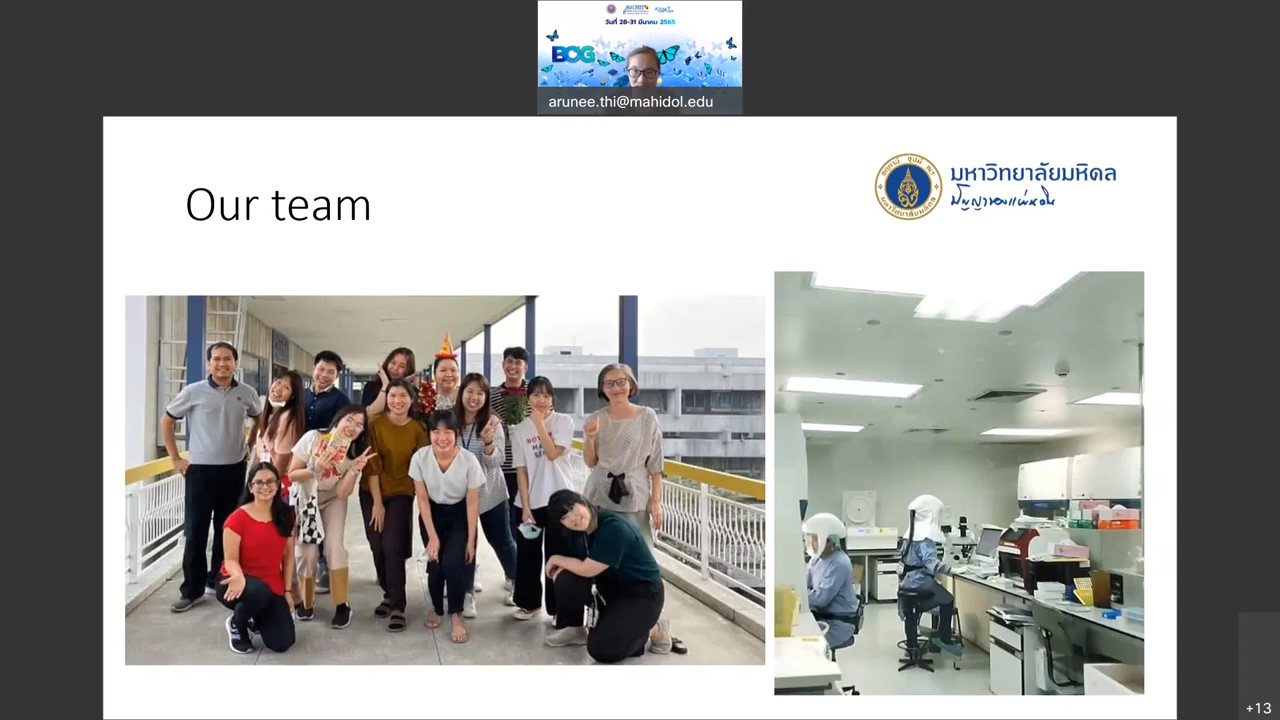 วันที่ 28-31 มีนาคม 2565
BCG
arunee.thi@mahidol.edu
Our team
มหาวิทยาลัยมหิดล
ปัญญาของแผ่นดิน
+13